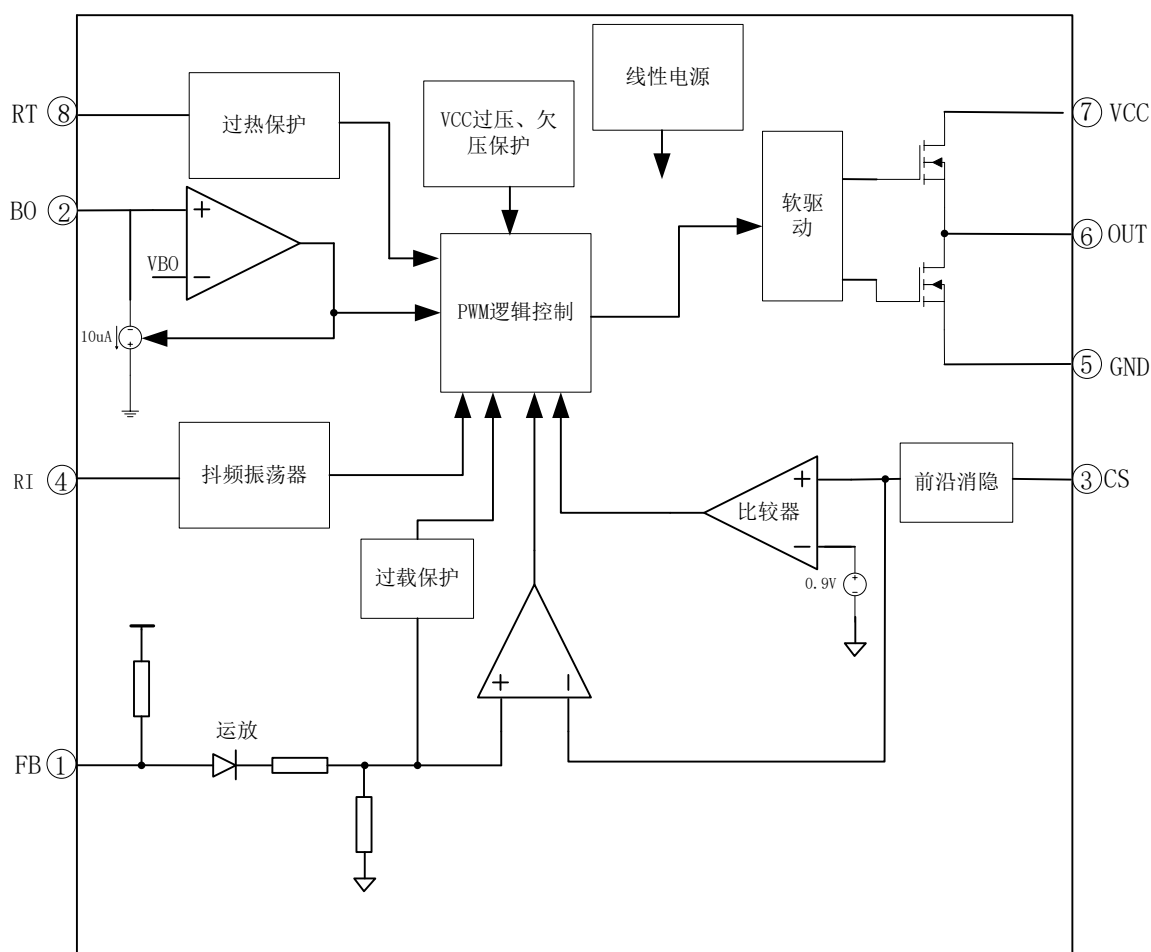 线性电源
RT ⑧
过热保护
VCC过压、欠
压保护
⑦ VCC
BO ②
+
VBO
−
软驱
动
⑥ OUT
10uA
PWM逻辑控制
⑤ GND
RI ④
抖频振荡器
+
比较器
−
前沿消隐
③ CS
过载保护
0.9V
+
−
+
−
运放
FB ①